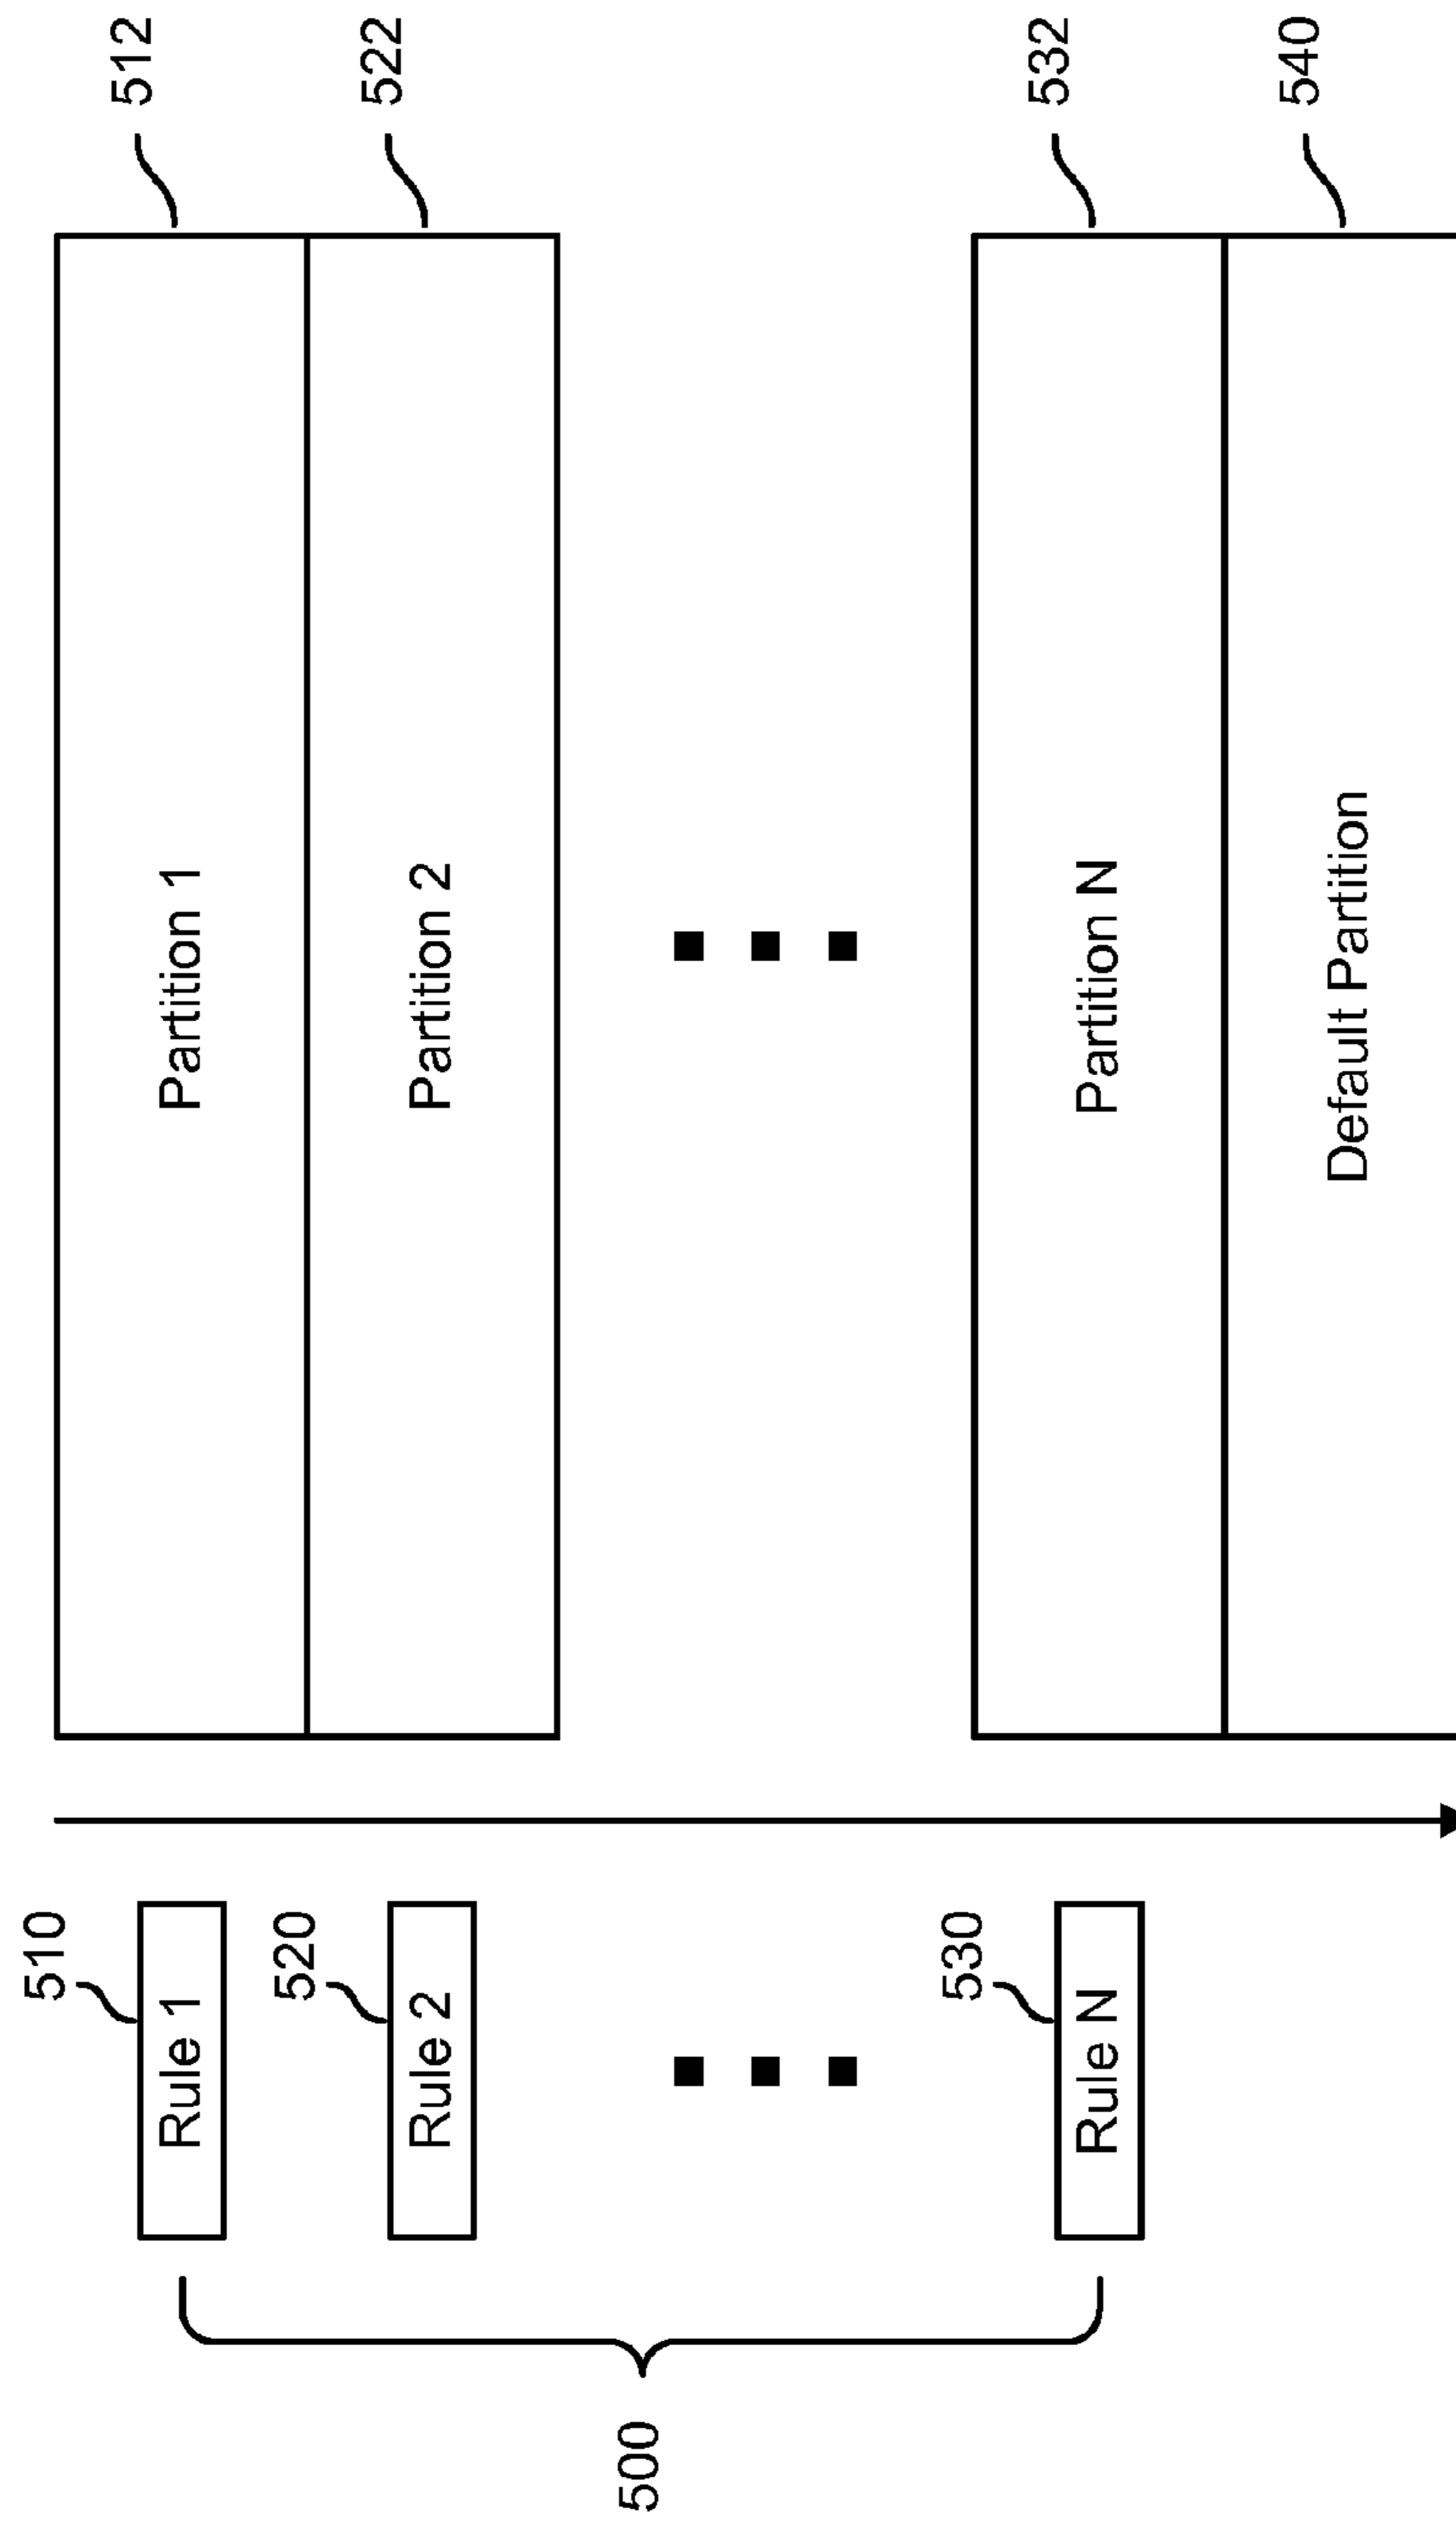 510
Rule 1
Partition 1
512
520
Rule 2
Partition 2
522
500
530
Rule N
Partition N
532
Default Partition
540